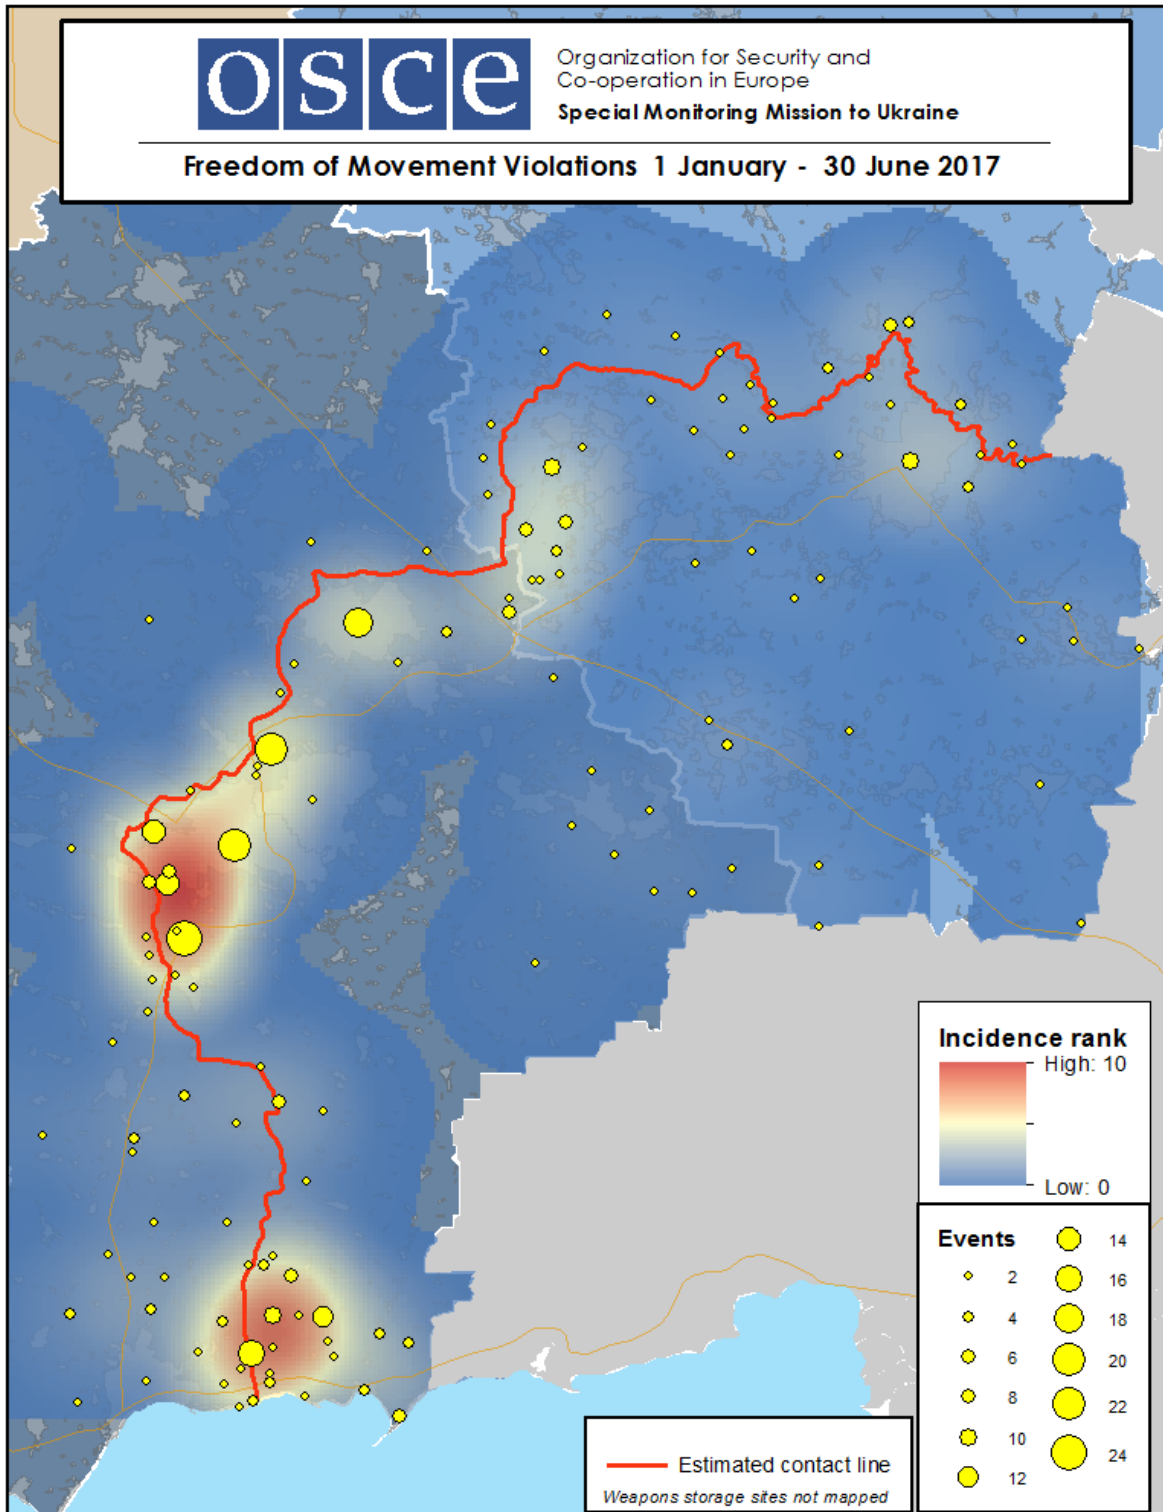 osce
Organization for Security and
Co-operation in Europe
Special Monitoring Mission to Ukraine
Freedom of Movement Violations 1 January - 30 June 2017
Incidence rank
High: 10
Low: 0
Events
2
4
6
8
10
12
14
16
18
20
22
24
Estimated contact line
Weapons storage sites not mapped